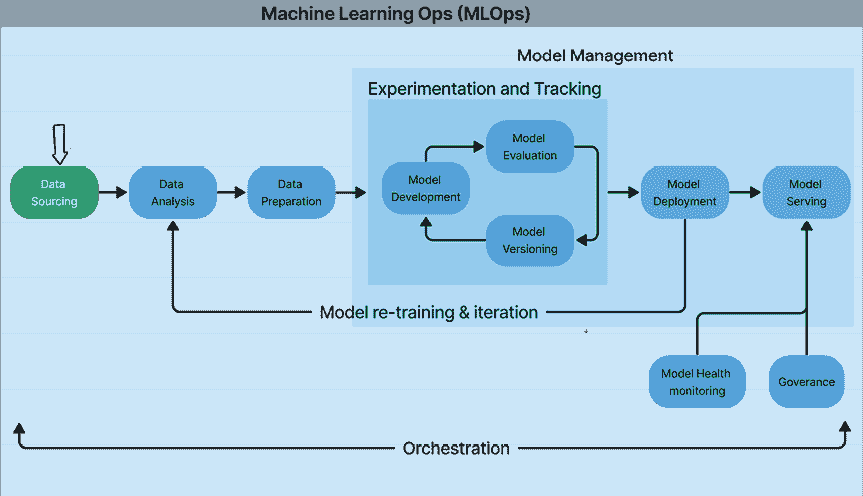 Machine Learning Ops (MLOps)
Model Management
Experimentation and Tracking
Data
Sourcing
Data
Analysis
Data
Preparation
Model
Development
Model
Evaluation
Model
Versioning
Model
Deployment
Model
Serving
Model re-training & iteration
Model Health
monitoring
Goverance
Orchestration